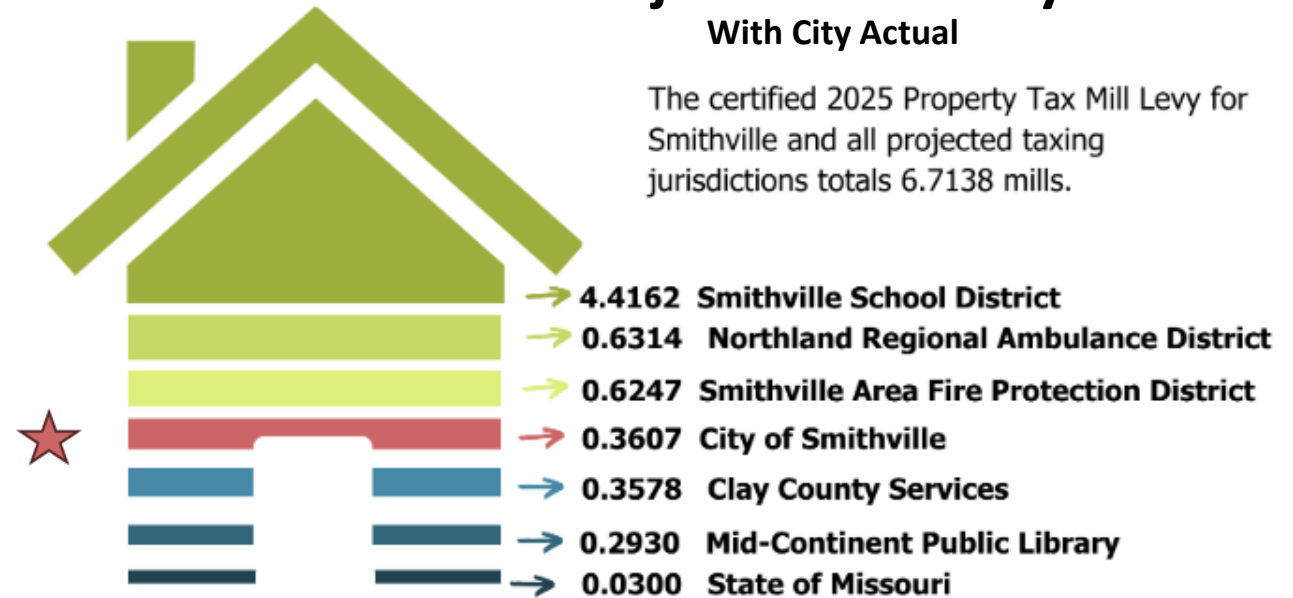 With City Actual
The certified 2025 Property Tax Mill Levy for
Smithville and all projected taxing
jurisdictions totals 6.7138 mills.
4.4162 Smithville School District
0.6314 Northland Regional Ambulance District
0.6247 Smithville Area Fire Protection District
0.3607 City of Smithville
0.3578 Clay County Services
0.2930 Mid-Continent Public Library
0.0300 State of Missouri